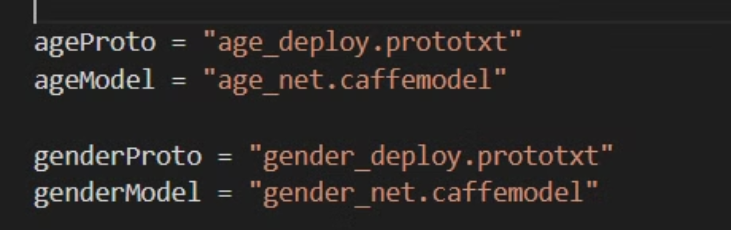 ageProto = "age_deploy.prototxt"
ageModel = "age_net.caffemodel"
genderProto = "gender_deploy.prototxt"
genderModel = "gender_net.caffemodel"